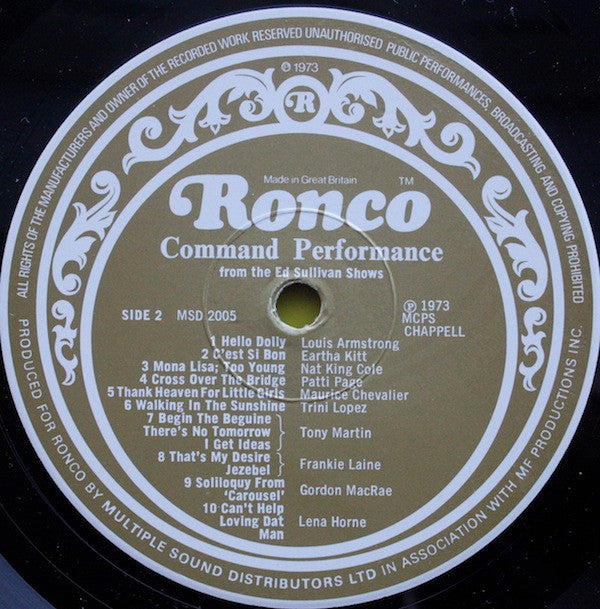 ALL RIGHTS OF THE MANUFACTURERS AND OWNER OF THE RECORDED WORK RESERVED UNAUTHORISED PUBLIC PERFORMANCES, BROADCASTING AND COPYING PROHIBITED
℗ 1973
R
Made in Great Britain
TM
Ronco
Command Performance
from the Ed Sullivan Shows
SIDE 2 MSD 2005
℗ 1973
MCPS
CHAPPELL
1 Hello Dolly Louis Armstrong
2 C'est Si Bon Eartha Kitt
3 Mona Lisa; Too Young Nat King Cole
4 Cross Over The Bridge Patti Page
5 Thank Heaven For Little Girls Maurice Chevalier
6 Walking In The Sunshine Trini Lopez
7 Begin The Beguine
There's No Tomorrow Tony Martin
I Get Ideas
8 That's My Desire
Jezebel Frankie Laine
9 Soliloquy From
'Carousel' Gordon MacRae
10 Can't Help
Loving Dat Lena Horne
Man
PRODUCED FOR RONCO BY MULTIPLE SOUND DISTRIBUTORS LTD IN ASSOCIATION WITH MF PRODUCTIONS INC.